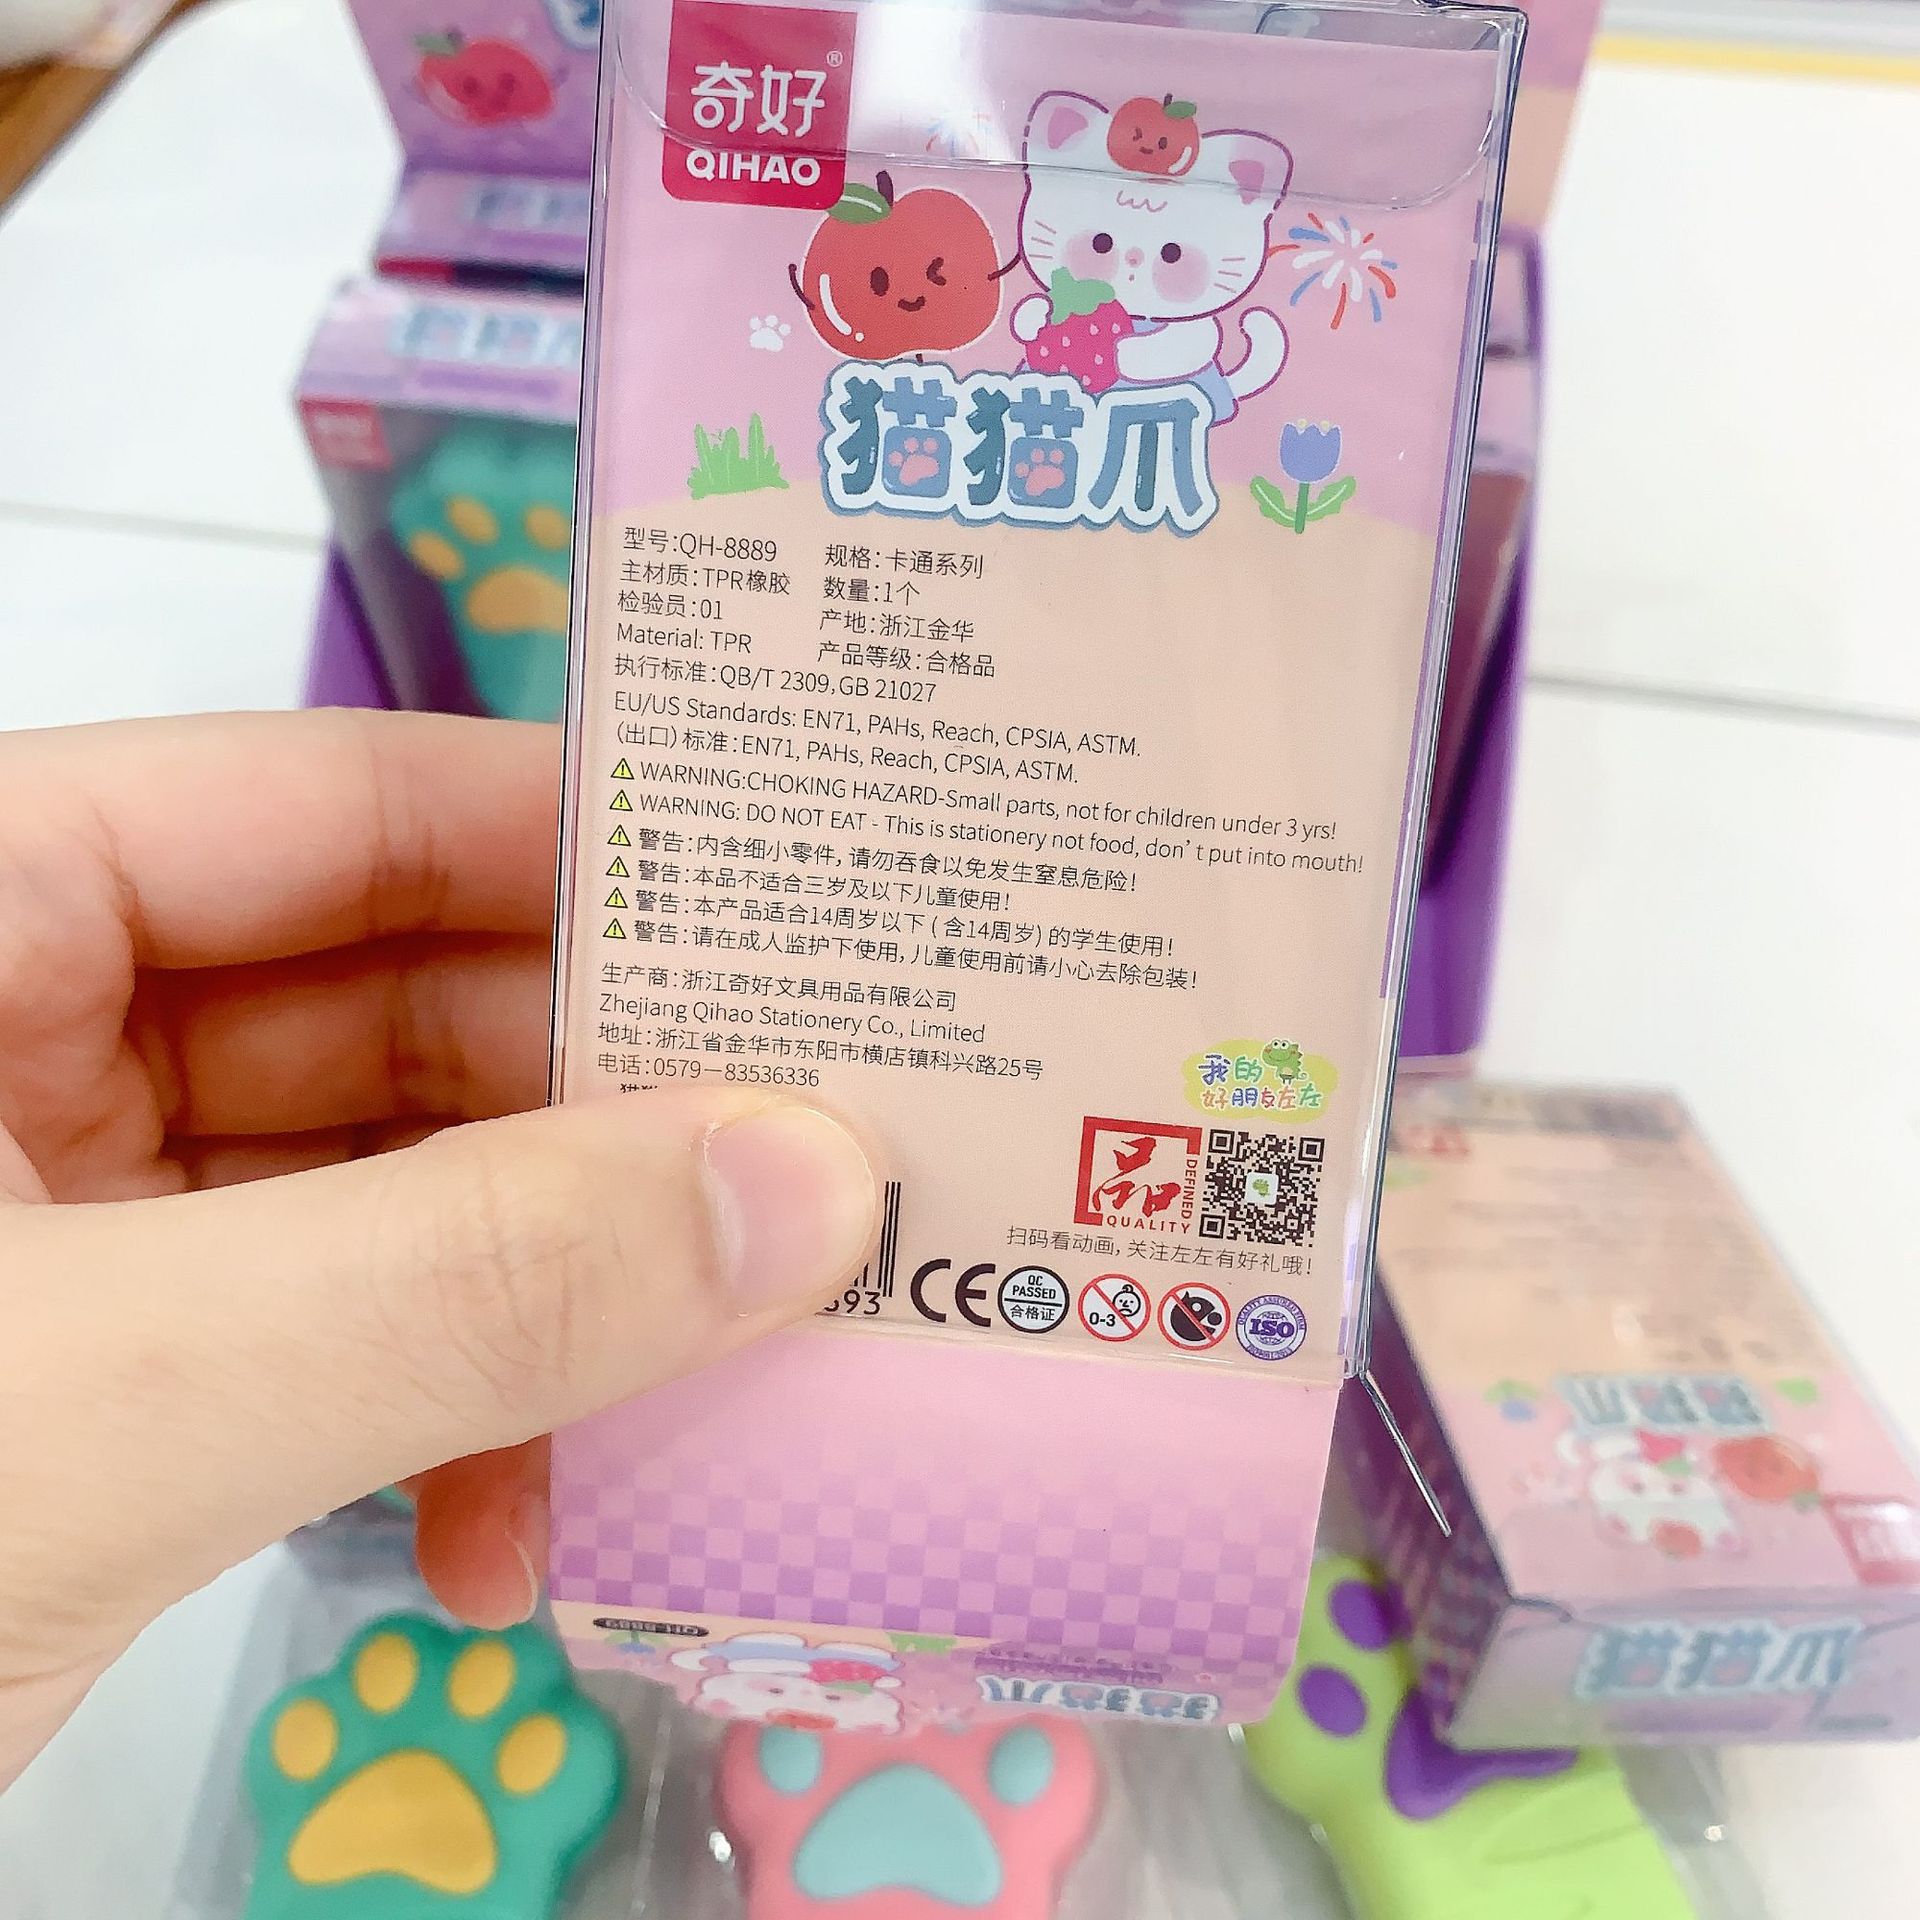 奇好®
QIHAO
猫猫爪
型号:QH-8889 规格:卡通系列
主材质:TPR橡胶 数量:1个
检验员:01 产地:浙江金华
Material: TPR 产品等级:合格品
执行标准:QB/T 2309,GB 21027
EU/US Standards: EN71, PAHs, Reach, CPSIA, ASTM.
(出口)标准:EN71, PAHs, Reach, CPSIA, ASTM.
WARNING:CHOKING HAZARD-Small parts, not for children under 3 yrs!
WARNING: DO NOT EAT - This is stationery not food, don't put into mouth!
警告:内含细小零件,请勿吞食以免发生窒息危险!
警告:本品不适合三岁及以下儿童使用!
警告:本产品适合14周岁以下(含14周岁)的学生使用!
警告:请在成人监护下使用,儿童使用前请小心去除包装!
生产商:浙江奇好文具用品有限公司
Zhejiang Qihao Stationery Co., Limited
地址:浙江省金华市东阳市横店镇科兴路25号
电话:0579-83536336
我的
好朋友左左
品
DEFINED
QUALITY
扫码看动画,关注左左有好礼哦!
93
CE
QC
PASSED
合格证
0-3
ISO
QH-8889
猫猫爪
猫猫爪
猫猫爪